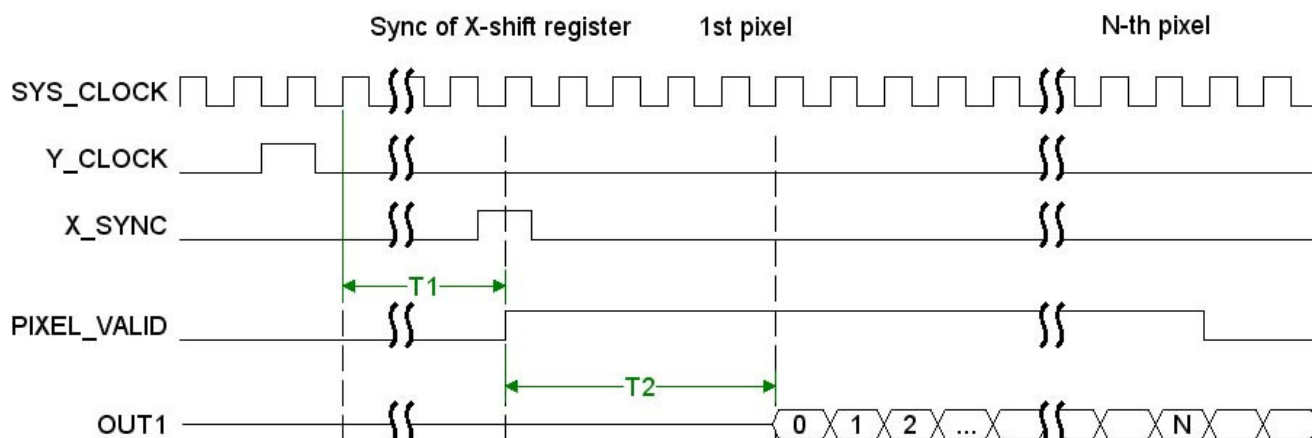 Sync of X-shift register 1st pixel N-th pixel
SYS_CLOCK
Y_CLOCK
X_SYNC
T1
PIXEL_VALID
T2
OUT1 0 1 2 ... N